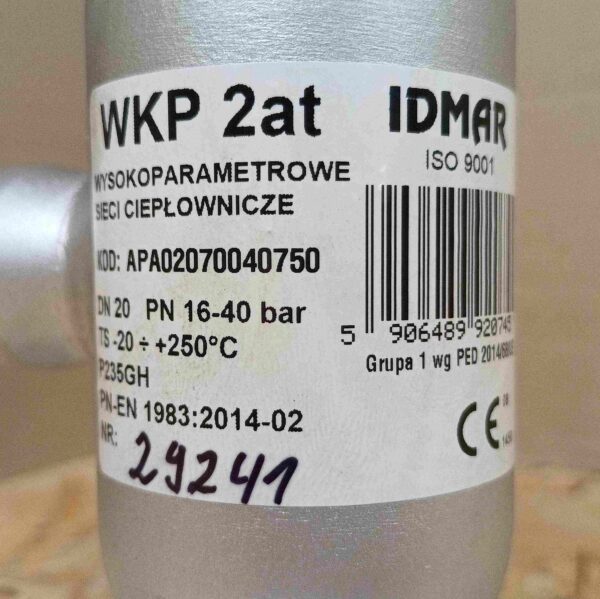 WKP 2at
IDMAR
ISO 9001
WYSOKOPARAMETROWE
SIECI CIEPŁOWNICZE
KOD: APA02070040750
DN 20 PN 16-40 bar
TS -20 ÷ +250°C
P235GH
PN-EN 1983:2014-02
NR: 29241
5 906489 920745
Grupa 1 wg PED
CE